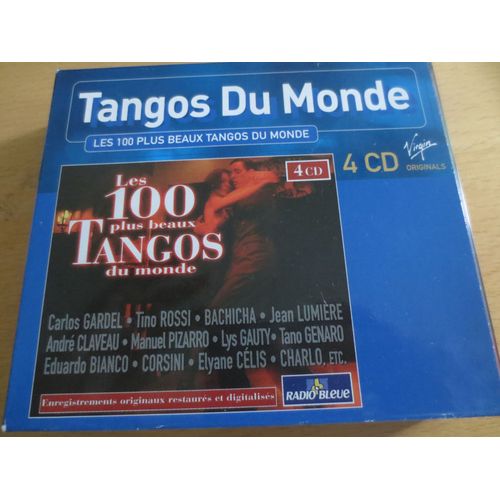 Tangos Du Monde
LES 100 PLUS BEAUX TANGOS DU MONDE
4 CD
Virgin
ORIGINALS
Les
4 CD
100
plus beaux
TANGOS
du monde
Carlos GARDEL • Tino ROSSI • BACHICHA • Jean LUMIÈRE
André CLAVEAU • Manuel PIZARRO • Lys GAUTY • Tano GENARO
Eduardo BIANCO • CORSINI • Elyane CÉLIS • CHARLO, ETC.
Enregistrements originaux restaurés et digitalisés
RADIO BLEUE